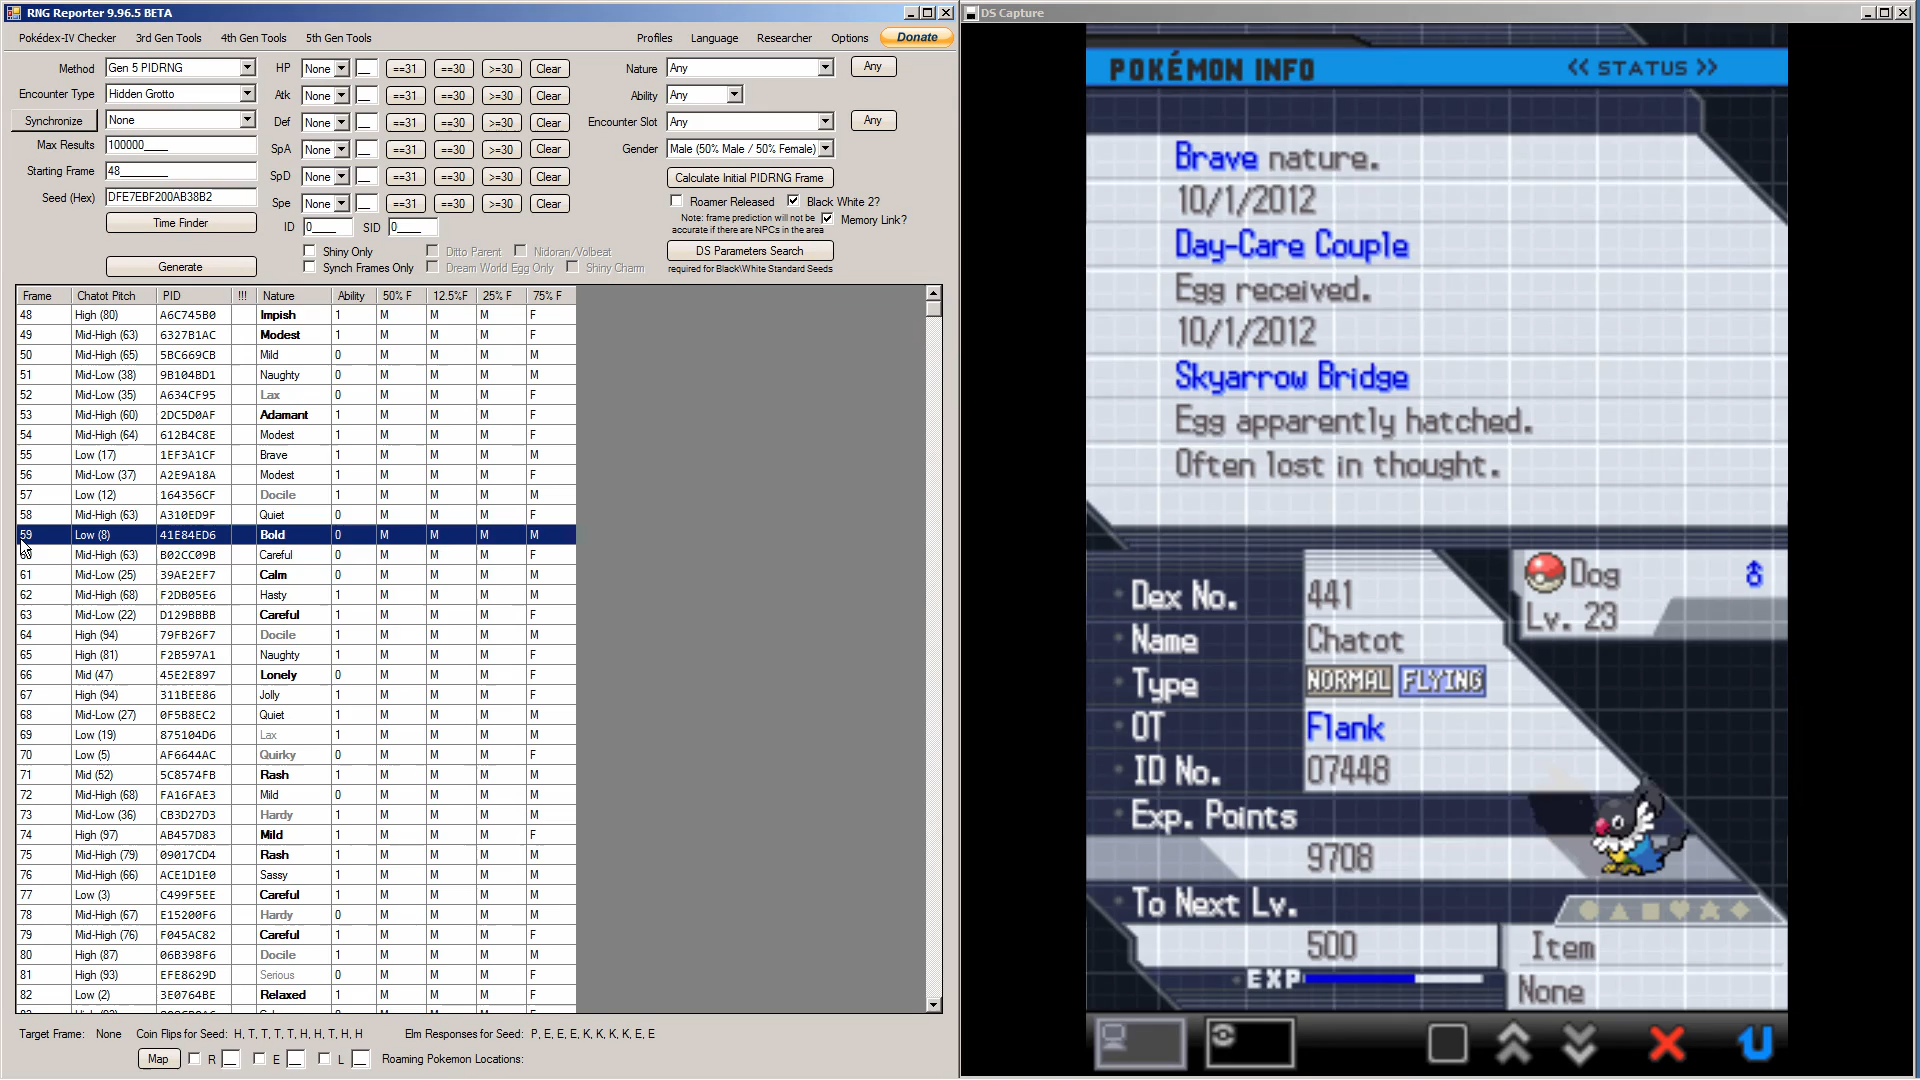 RNG Reporter 9.96.5 BETA
Pokédex-IV Checker 3rd Gen Tools 4th Gen Tools 5th Gen Tools Profiles Language Researcher Options Donate
Method Gen 5 PIDRNG HP None ==31 ==30 >=30 Clear Nature Any Any
Encounter Type Hidden Grotto Atk None ==31 ==30 >=30 Clear Ability Any
Synchronize None Def None ==31 ==30 >=30 Clear Encounter Slot Any Any
Max Results 100000____ SpA None ==31 ==30 >=30 Clear Gender Male (50% Male / 50% Female)
Starting Frame 48________ SpD None ==31 ==30 >=30 Clear Calculate Initial PIDRNG Frame
Seed (Hex) DFE7EBF200AB38B2 Spe None ==31 ==30 >=30 Clear Roamer Released Black White 2?
Time Finder ID 0____ SID 0____ Note: frame prediction will not be accurate if there are NPCs in the area Memory Link?
Shiny Only Ditto Parent Nidoran/Volbeat DS Parameters Search
Generate Synch Frames Only Dream World Egg Only Shiny Charm required for Black\White Standard Seeds
Frame Chatot Pitch PID !!! Nature Ability 50% F 12.5%F 25% F 75% F
48 High (80) A6C745B0 Impish 1 M M M F
49 Mid-High (63) 6327B1AC Modest 1 M M M F
50 Mid-High (65) 5BC669CB Mild 0 M M M M
51 Mid-Low (38) 9B104BD1 Naughty 0 M M M M
52 Mid-Low (35) A634CF95 Lax 0 M M M F
53 Mid-High (60) 2DC5D0AF Adamant 1 M M M F
54 Mid-High (64) 612B4C8E Modest 1 M M M F
55 Low (17) 1EF3A1CF Brave 1 M M M M
56 Mid-Low (37) A2E9A18A Modest 1 M M M F
57 Low (12) 164356CF Docile 1 M M M M
58 Mid-High (63) A310ED9F Quiet 0 M M M F
59 Low (8) 41E84ED6 Bold 0 M M M M
Mid-High (63) B02CC09B Careful 0 M M M F
61 Mid-Low (25) 39AE2EF7 Calm 0 M M M M
62 Mid-High (68) F2DB05E6 Hasty 1 M M M M
63 Mid-Low (22) D129BBBB Careful 1 M M M F
64 High (94) 79FB26F7 Docile 1 M M M M
65 High (81) F2B597A1 Naughty 1 M M M F
66 Mid (47) 45E2E897 Lonely 0 M M M F
67 High (94) 311BEE86 Jolly 1 M M M F
68 Mid-Low (27) 0F5B8EC2 Quiet 1 M M M M
69 Low (19) 875104D6 Lax 1 M M M M
70 Low (5) AF6644AC Quirky 0 M M M F
71 Mid (52) 5C8574FB Rash 1 M M M M
72 Mid-High (68) FA16FAE3 Mild 0 M M M M
73 Mid-Low (36) CB3D27D3 Hardy 1 M M M M
74 High (97) AB457D83 Mild 1 M M M F
75 Mid-High (79) 09017CD4 Rash 1 M M M M
76 Mid-High (66) ACE1D1E0 Sassy 1 M M M M
77 Low (3) C499F5EE Careful 1 M M M M
78 Mid-High (67) E15200F6 Hardy 0 M M M M
79 Mid-High (76) F045AC82 Careful 1 M M M F
80 High (87) 06B398F6 Docile 1 M M M M
81 High (93) EFE8629D Serious 0 M M M F
82 Low (2) 3E0764BE Relaxed 1 M M M F
Target Frame: None Coin Flips for Seed: H, T, T, T, T, H, H, T, H, H Elm Responses for Seed: P, E, E, E, K, K, K, K, E, E
Map R __ E __ L __ Roaming Pokemon Locations:
DS Capture
POKÉMON INFO << STATUS >>
Brave nature.
10/1/2012
Day-Care Couple
Egg received.
10/1/2012
Skyarrow Bridge
Egg apparently hatched.
Often lost in thought.
Dex No. 441
Dog ♂
Lv. 23
Name Chatot
Type NORMAL FLYING
OT Flank
ID No. 07448
Exp. Points
9708
To Next Lv.
500
EXP
Item
None